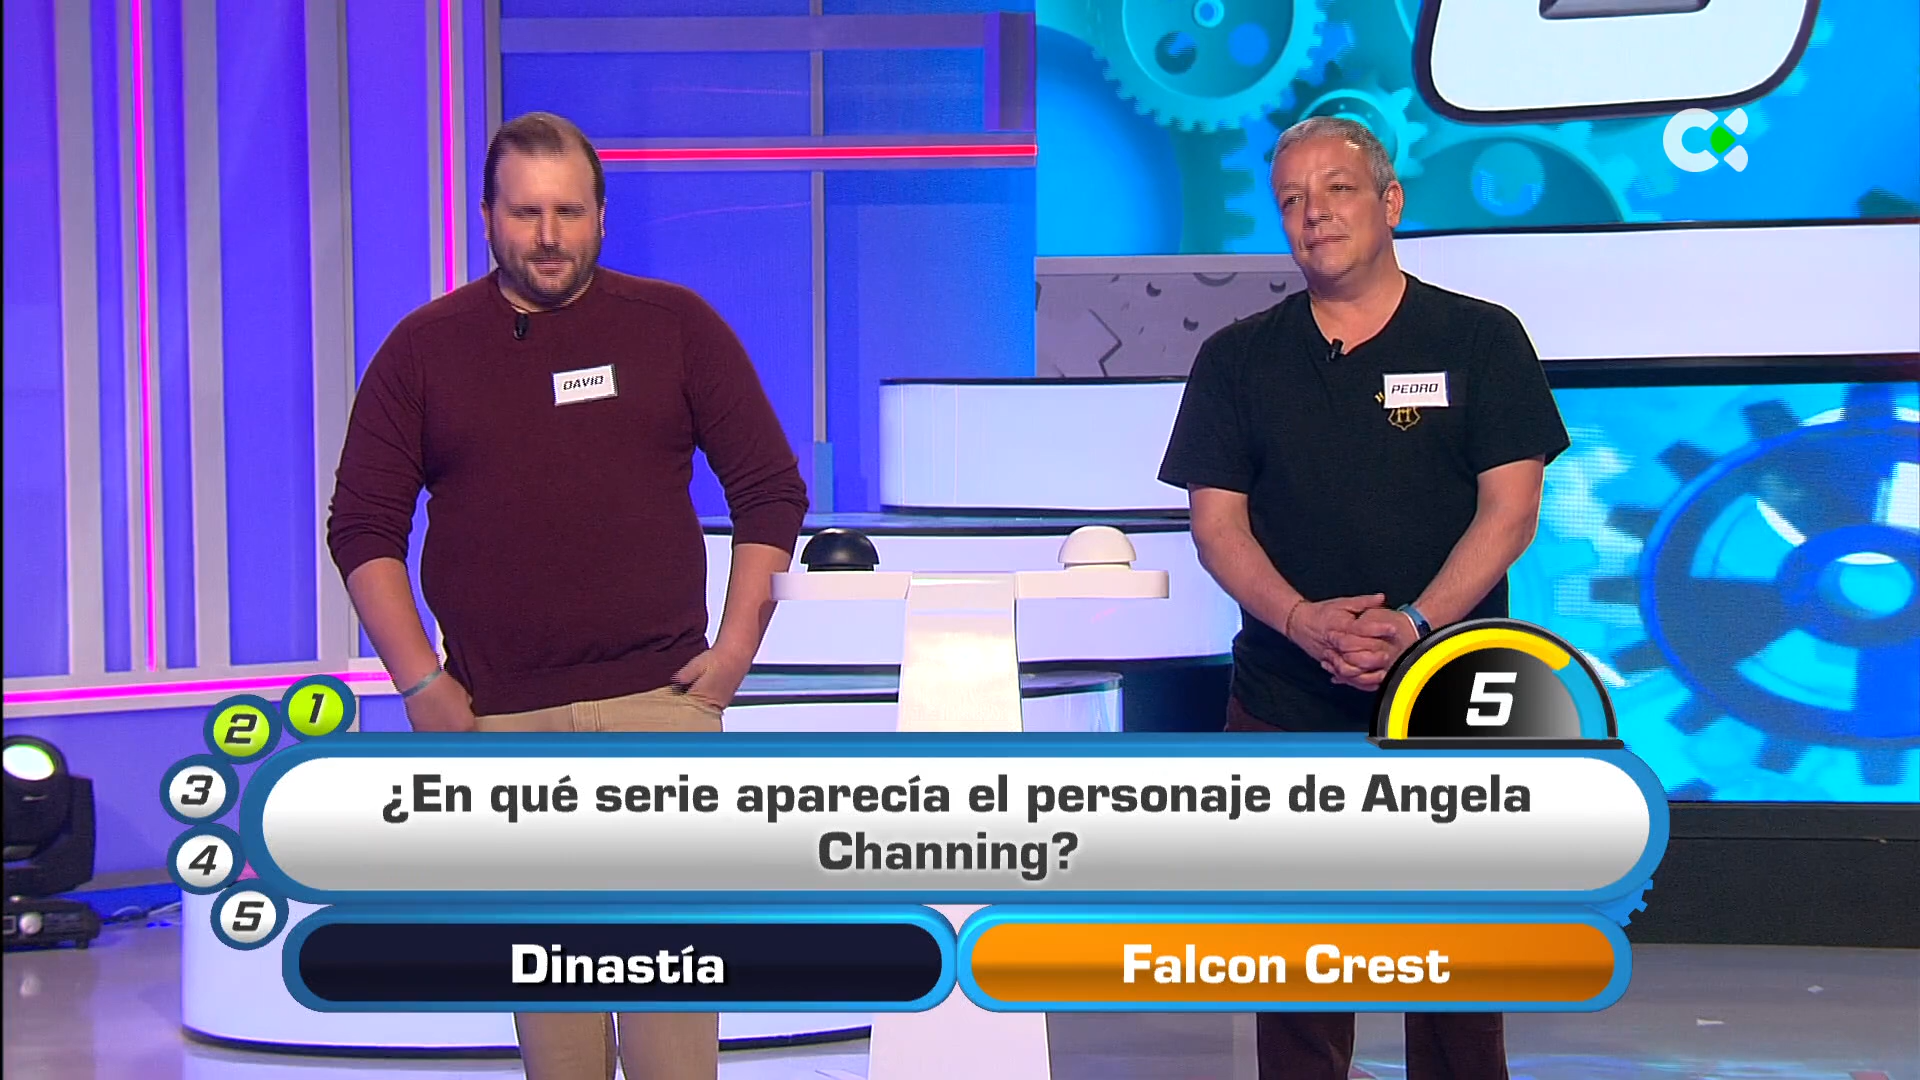 DAVID
PEDRO
H
5
1
2
3
4
5
¿En qué serie aparecía el personaje de Angela
Channing?
Dinastía
Falcon Crest